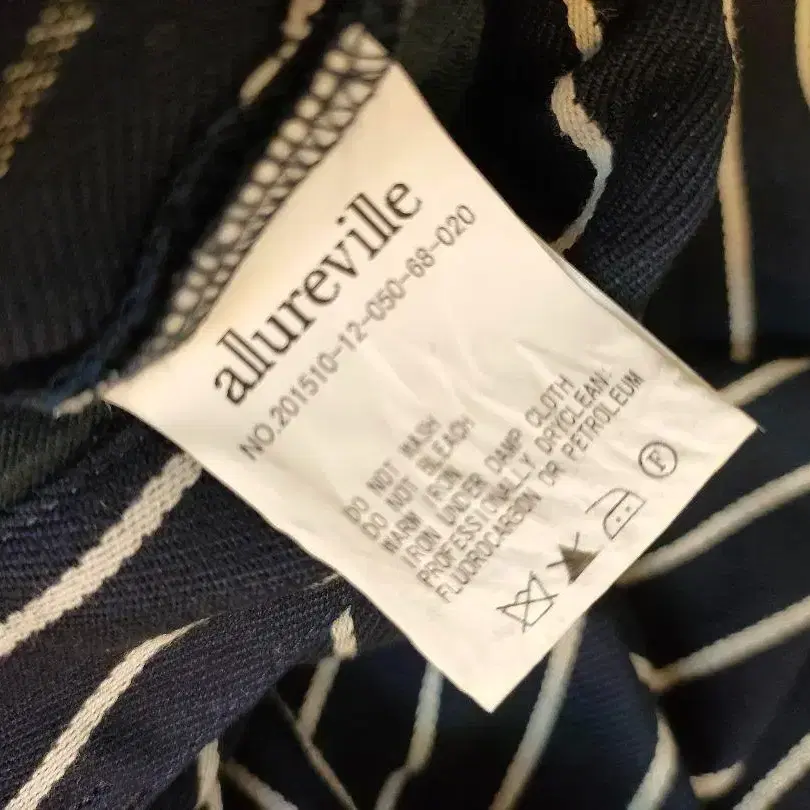 allureville
NO.201510-12-050-68-020
DO NOT WASH
DO NOT BLEACH
WARM IRON
IRON UNDER DAMP CLOTH
PROFESSIONALLY DRYCLEAN:
FLUOROCARSON OR PETROLEUM
F